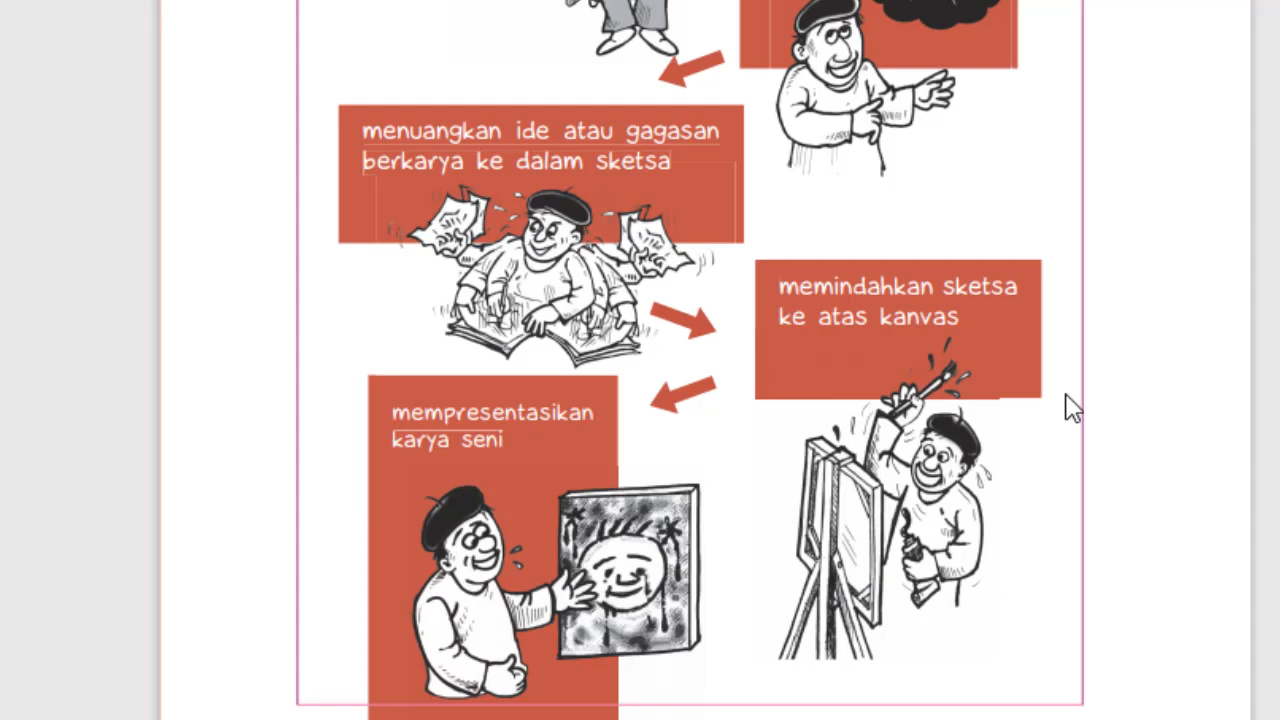 menuangkan ide atau gagasan
berkarya ke dalam sketsa
memindahkan sketsa
ke atas kanvas
mempresentasikan
karya seni